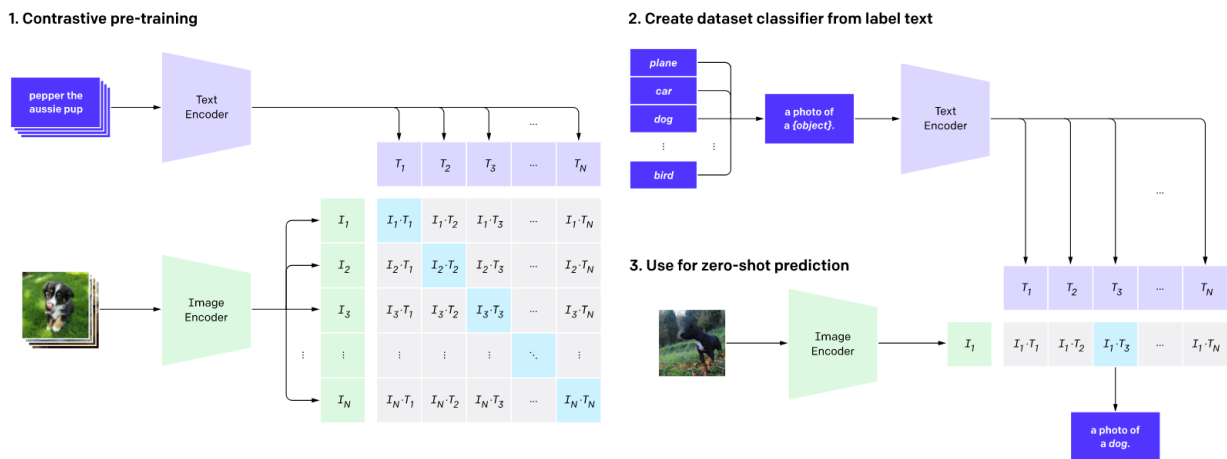 1. Contrastive pre-training
pepper the
aussie pup
Text
Encoder
...
T1 T2 T3 ... TN
I1 I1·T1 I1·T2 I1·T3 ... I1·TN
I2 I2·T1 I2·T2 I2·T3 ... I2·TN
Image
Encoder
I3 I3·T1 I3·T2 I3·T3 ... I3·TN
⋮ ⋮ ⋮ ⋮ ⋮ ⋱ ⋮
IN IN·T1 IN·T2 IN·T3 ... IN·TN
2. Create dataset classifier from label text
plane
car
dog
⋮ ⋮
bird
a photo of
a {object}.
Text
Encoder
...
3. Use for zero-shot prediction
T1 T2 T3 ... TN
Image
Encoder
I1 I1·T1 I1·T2 I1·T3 ... I1·TN
a photo of
a dog.